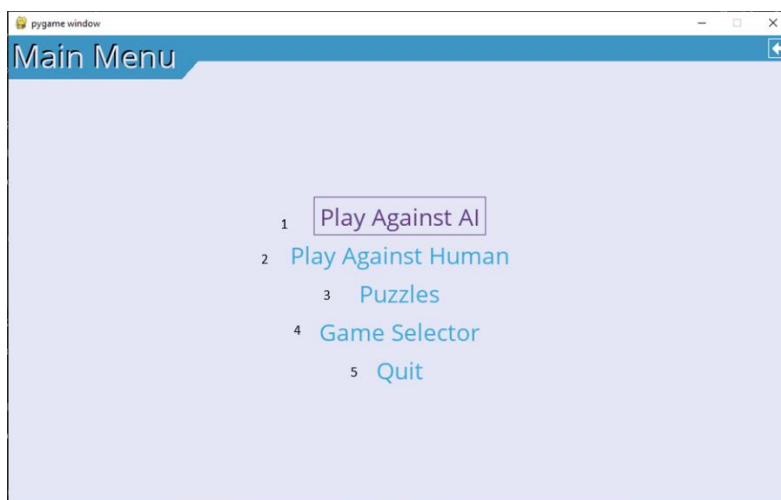 pygame window
Main Menu
1 Play Against AI
2 Play Against Human
3 Puzzles
4 Game Selector
5 Quit